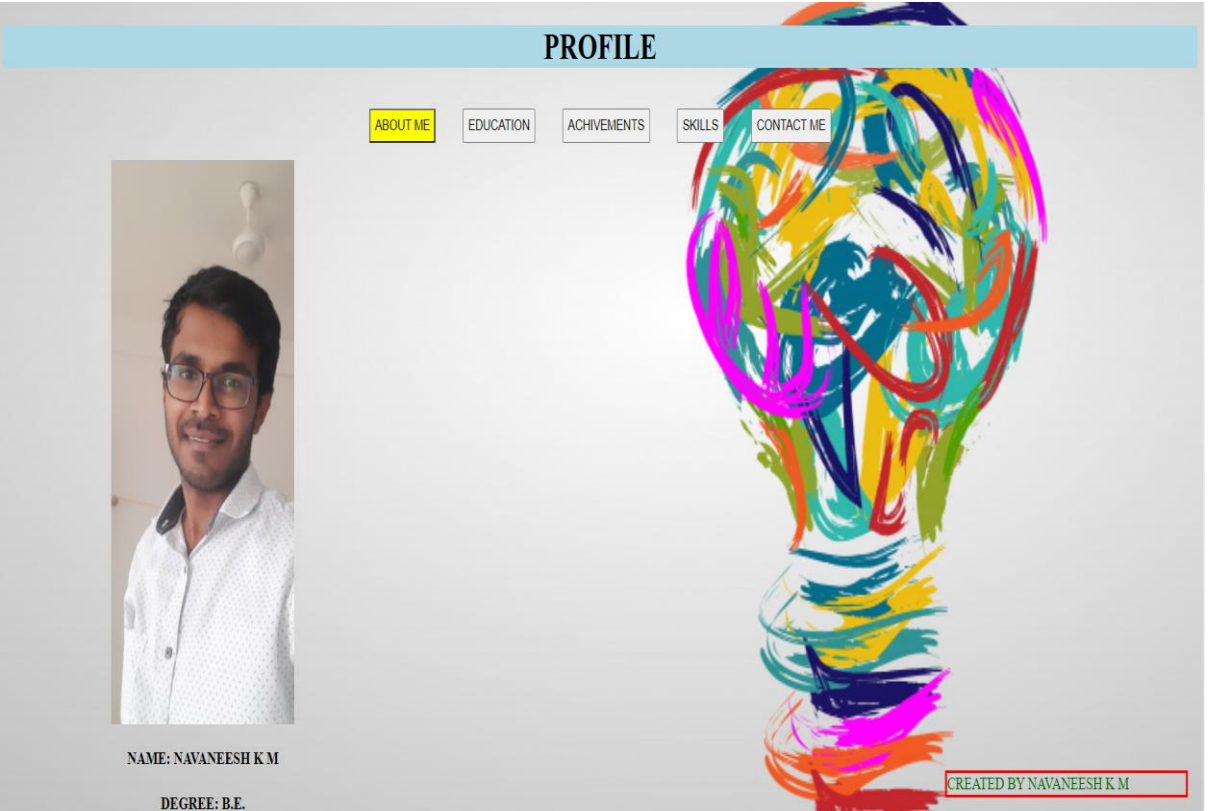 PROFILE
ABOUT ME EDUCATION ACHIVEMENTS SKILLS CONTACT ME
NAME: NAVANEESH K M
CREATED BY NAVANEESH K M
DEGREE: B.E.